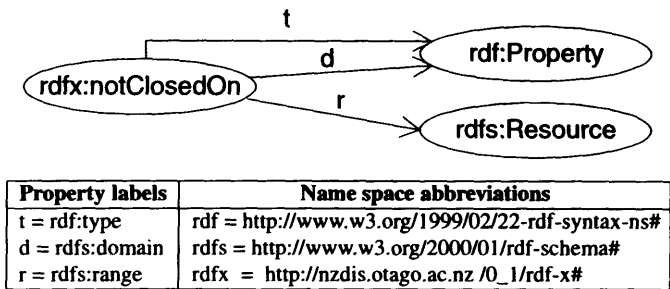 t
rdf:Property
d
rdfx:notClosedOn
r
rdfs:Resource
Property labels Name space abbreviations
t = rdf:type rdf = http://www.w3.org/1999/02/22-rdf-syntax-ns#
d = rdfs:domain rdfs = http://www.w3.org/2000/01/rdf-schema#
r = rdfs:range rdfx = http://nzdis.otago.ac.nz /0_1/rdf-x#